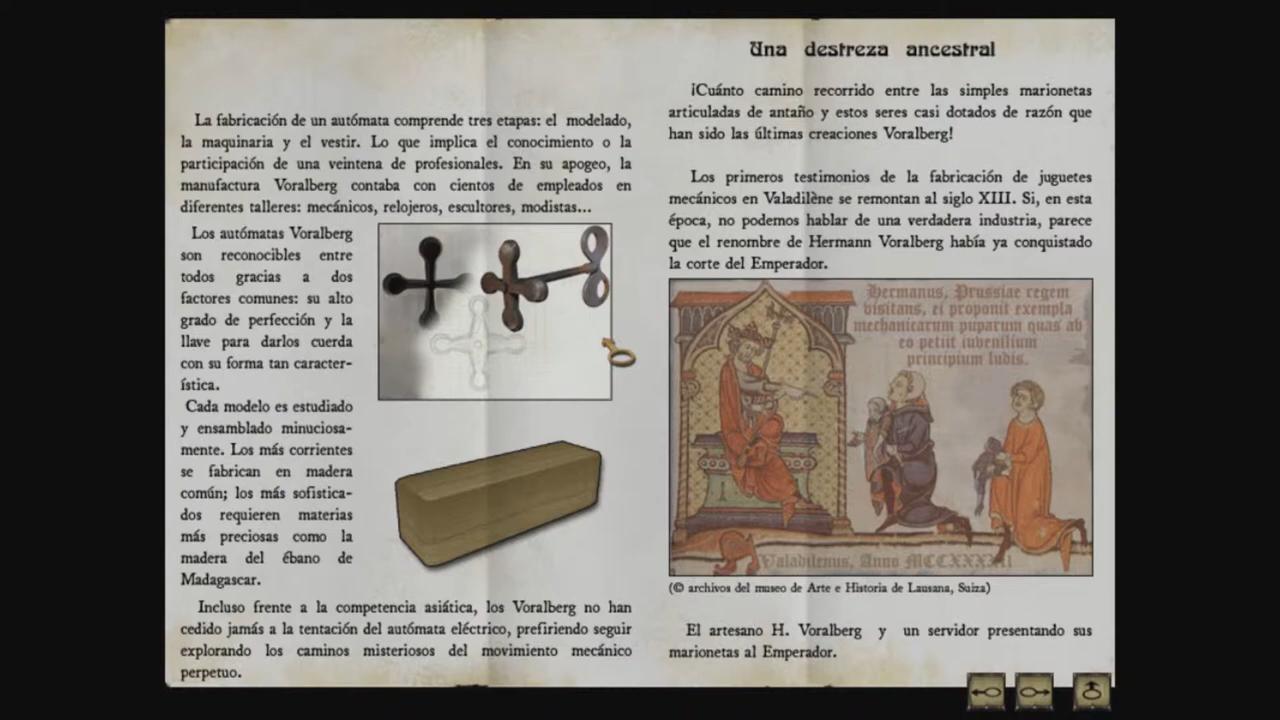 La fabricación de un autómata comprende tres etapas: el modelado,
la maquinaria y el vestir. Lo que implica el conocimiento o la
participación de una veintena de profesionales. En su apogeo, la
manufactura Voralberg contaba con cientos de empleados en
diferentes talleres: mecánicos, relojeros, escultores, modistas...
Los autómatas Voralberg
son reconocibles entre
todos gracias a dos
factores comunes: su alto
grado de perfección y la
llave para darlos cuerda
con su forma tan caracter-
ística.
Cada modelo es estudiado
y ensamblado minuciosa-
mente. Los más corrientes
se fabrican en madera
común; los más sofistica-
dos requieren materias
más preciosas como la
madera del ébano de
Madagascar.
Incluso frente a la competencia asiática, los Voralberg no han
cedido jamás a la tentación del autómata eléctrico, prefiriendo seguir
explorando los caminos misteriosos del movimiento mecánico
perpetuo.
Una destreza ancestral
¡Cuánto camino recorrido entre las simples marionetas
articuladas de antaño y estos seres casi dotados de razón que
han sido las últimas creaciones Voralberg!
Los primeros testimonios de la fabricación de juguetes
mecánicos en Valadilène se remontan al siglo XIII. Si, en esta
época, no podemos hablar de una verdadera industria, parece
que el renombre de Hermann Voralberg había ya conquistado
la corte del Emperador.
Hermanus, Prussiae regem
visitans, ei proponit exempla
mechanicarum puparum quas ab
eo petiit iuvenilium
principium ludis.
Valadilenus, Anno
(© archivos del museo de Arte e Historia de Lausana, Suiza)
El artesano H. Voralberg y un servidor presentando sus
marionetas al Emperador.